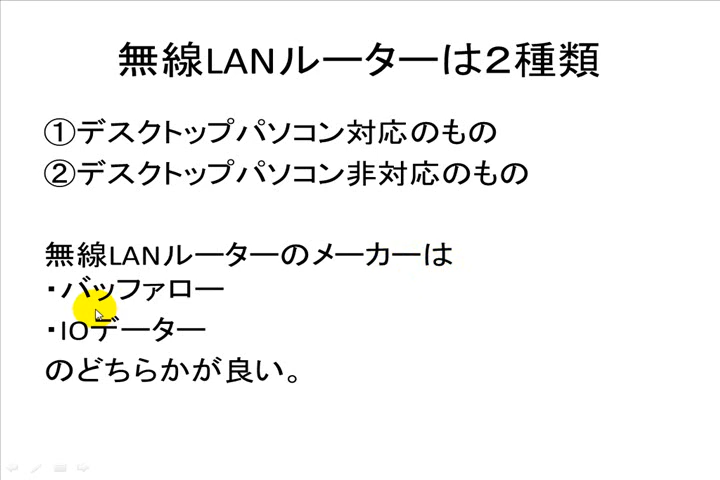 無線LANルーターは２種類
①デスクトップパソコン対応のもの
②デスクトップパソコン非対応のもの
無線LANルーターのメーカーは
・バッファロー
・IOデーター
のどちらかが良い。